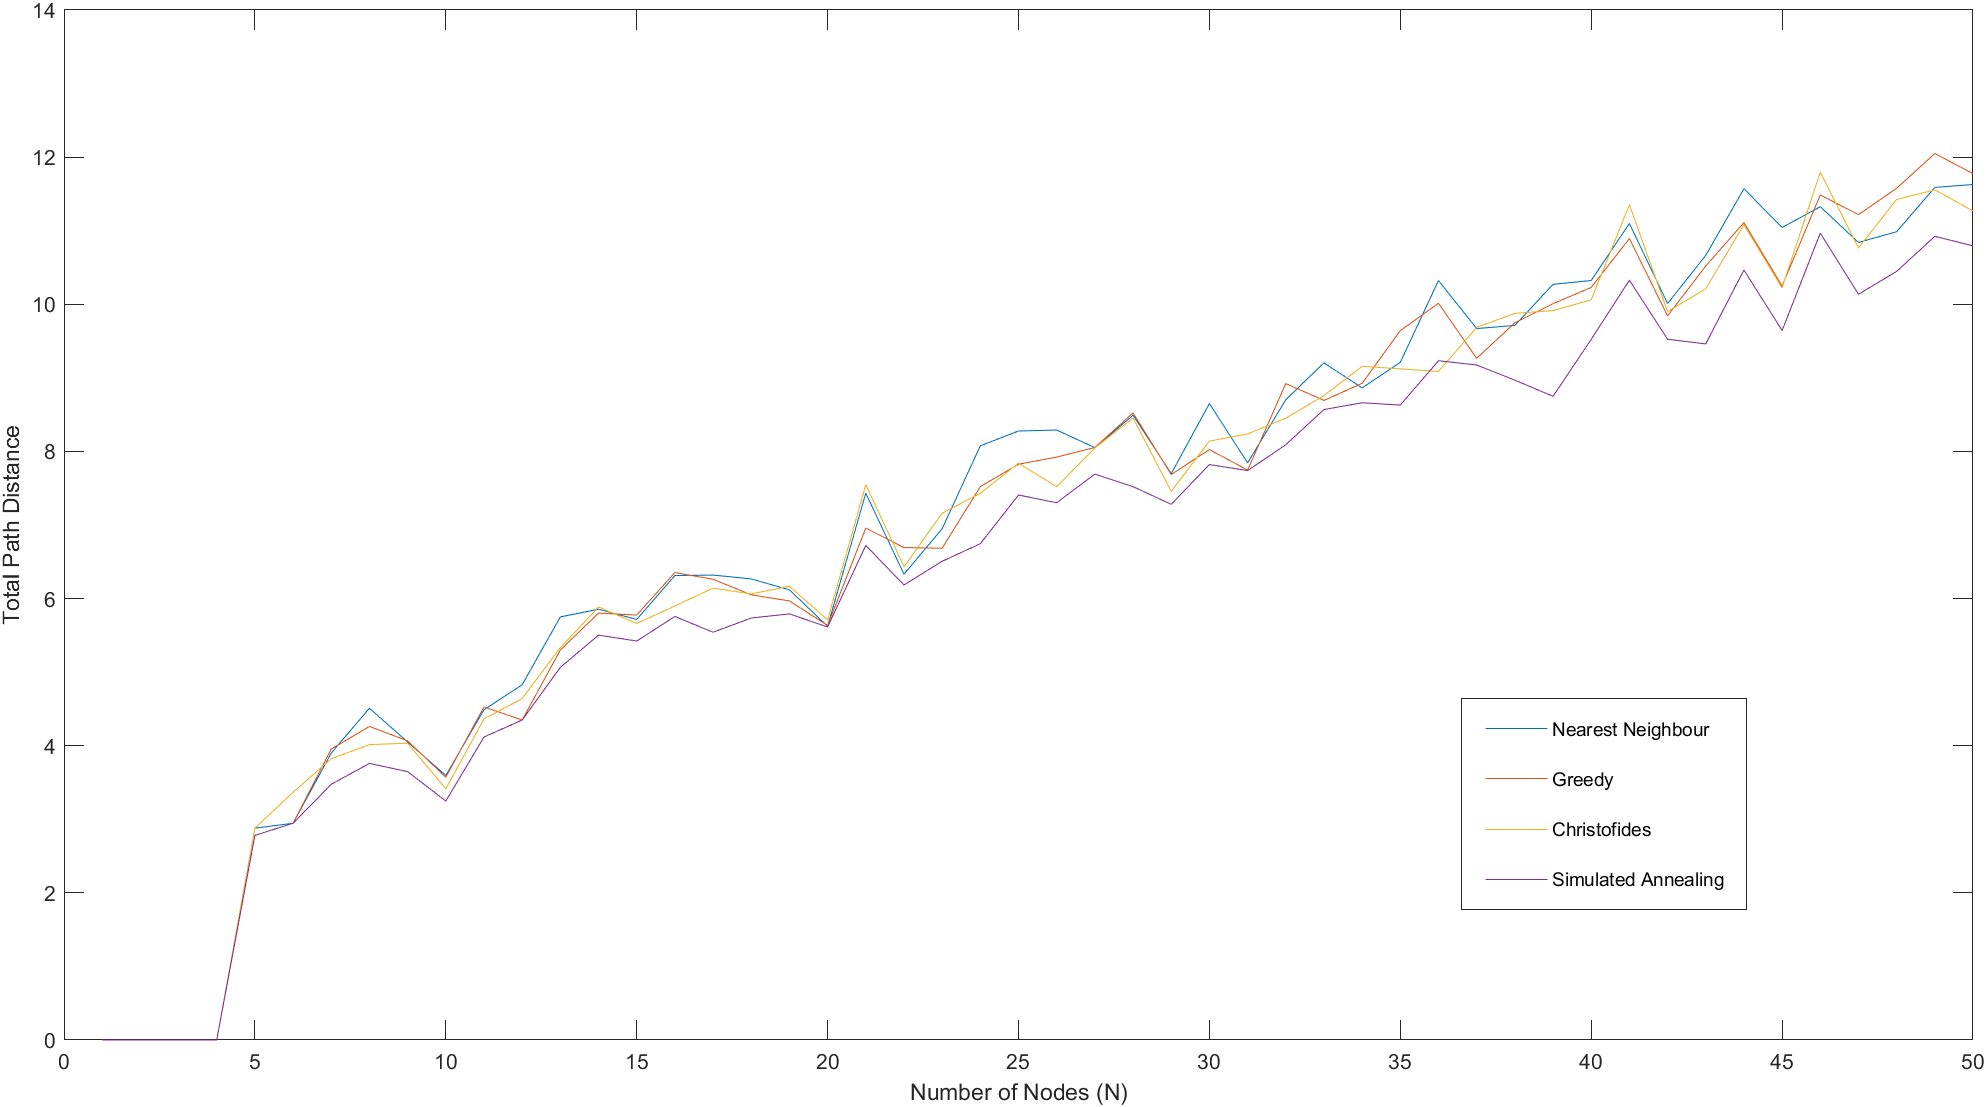 14
12
10
8
6
4
2
0
Total Path Distance
0 5 10 15 20 25 30 35 40 45 50
Number of Nodes (N)
Nearest Neighbour
Greedy
Christofides
Simulated Annealing